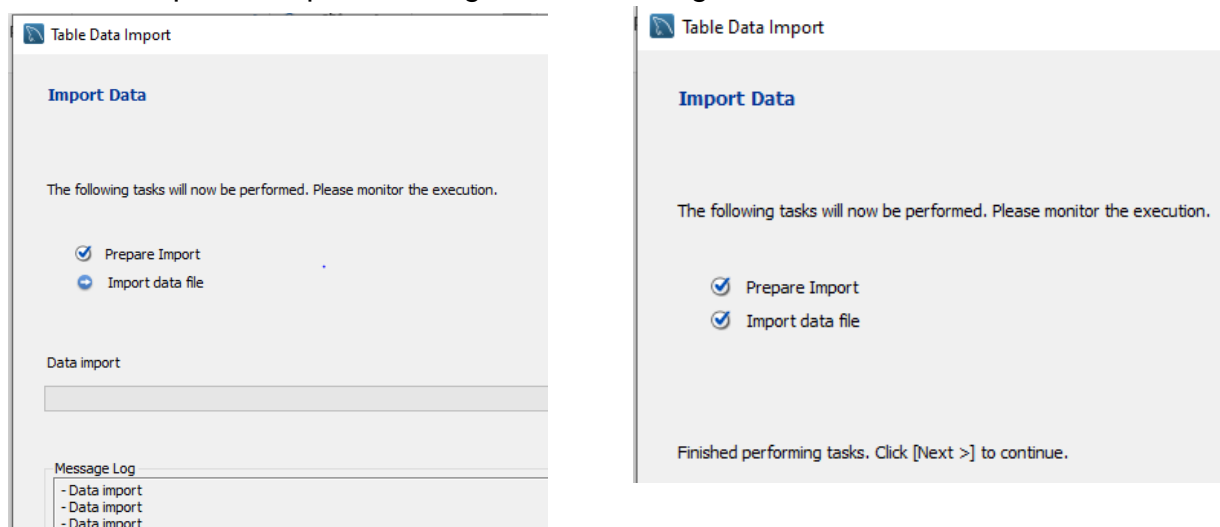 Table Data Import
Import Data
The following tasks will now be performed. Please monitor the execution.
Prepare Import
Import data file
Data import
Message Log
- Data import
- Data import
- Data import
Table Data Import
Import Data
The following tasks will now be performed. Please monitor the execution.
Prepare Import
Import data file
Finished performing tasks. Click [Next >] to continue.